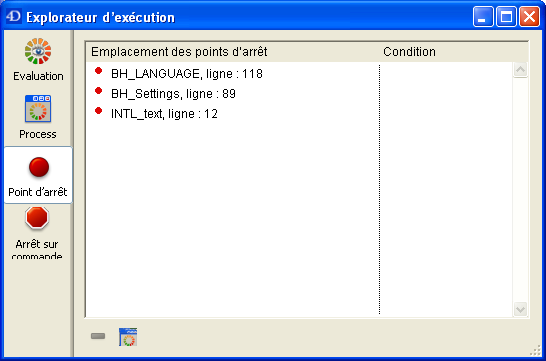 4D Explorateur d'exécution
Evaluation
Process
Point d'arrêt
Arrêt sur
commande
Emplacement des points d'arrêt Condition
BH_LANGUAGE, ligne : 118
BH_Settings, ligne : 89
INTL_text, ligne : 12